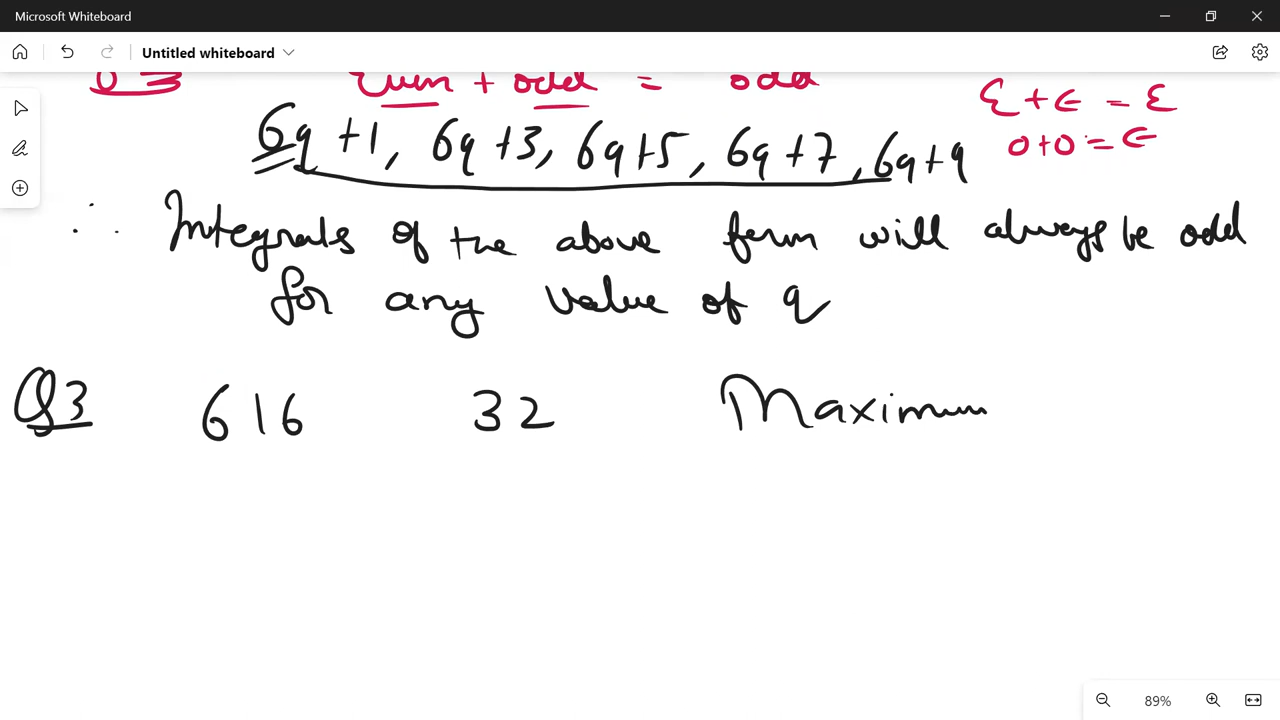 Microsoft Whiteboard
Untitled whiteboard
Even + odd = odd
E + E = E
6q +1, 6q +3, 6q +5, 6q +7, 6q +9
O + O = E
∴ Integrals of the above form will always be odd
for any value of q
Q3 616 32 Maximum
89%